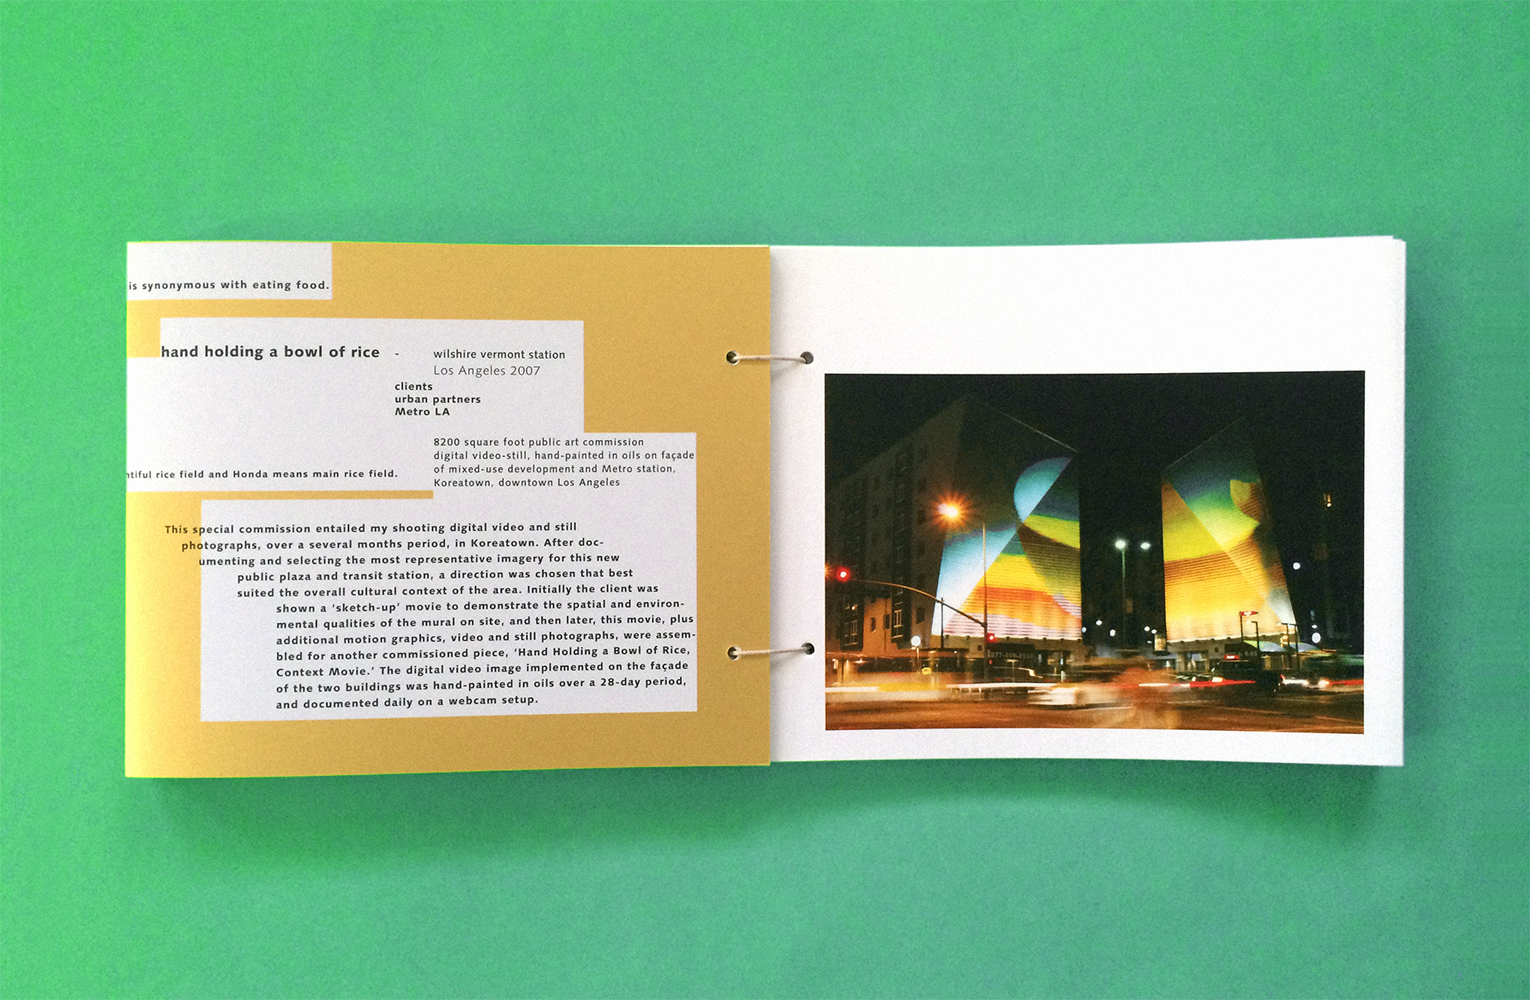 is synonymous with eating food.
hand holding a bowl of rice - wilshire vermont station
Los Angeles 2007
clients
urban partners
Metro LA
8200 square foot public art commission
digital video-still, hand-painted in oils on façade
of mixed-use development and Metro station,
Koreatown, downtown Los Angeles
rice field and Honda means main rice field.
This special commission entailed my shooting digital video and still
photographs, over a several months period, in Koreatown. After doc-
umenting and selecting the most representative imagery for this new
public plaza and transit station, a direction was chosen that best
suited the overall cultural context of the area. Initially the client was
shown a ‘sketch-up’ movie to demonstrate the spatial and environ-
mental qualities of the mural on site, and then later, this movie, plus
additional motion graphics, video and still photographs, were assem-
bled for another commissioned piece, ‘Hand Holding a Bowl of Rice,
Context Movie.’ The digital video image implemented on the façade
of the two buildings was hand-painted in oils over a 28-day period,
and documented daily on a webcam setup.